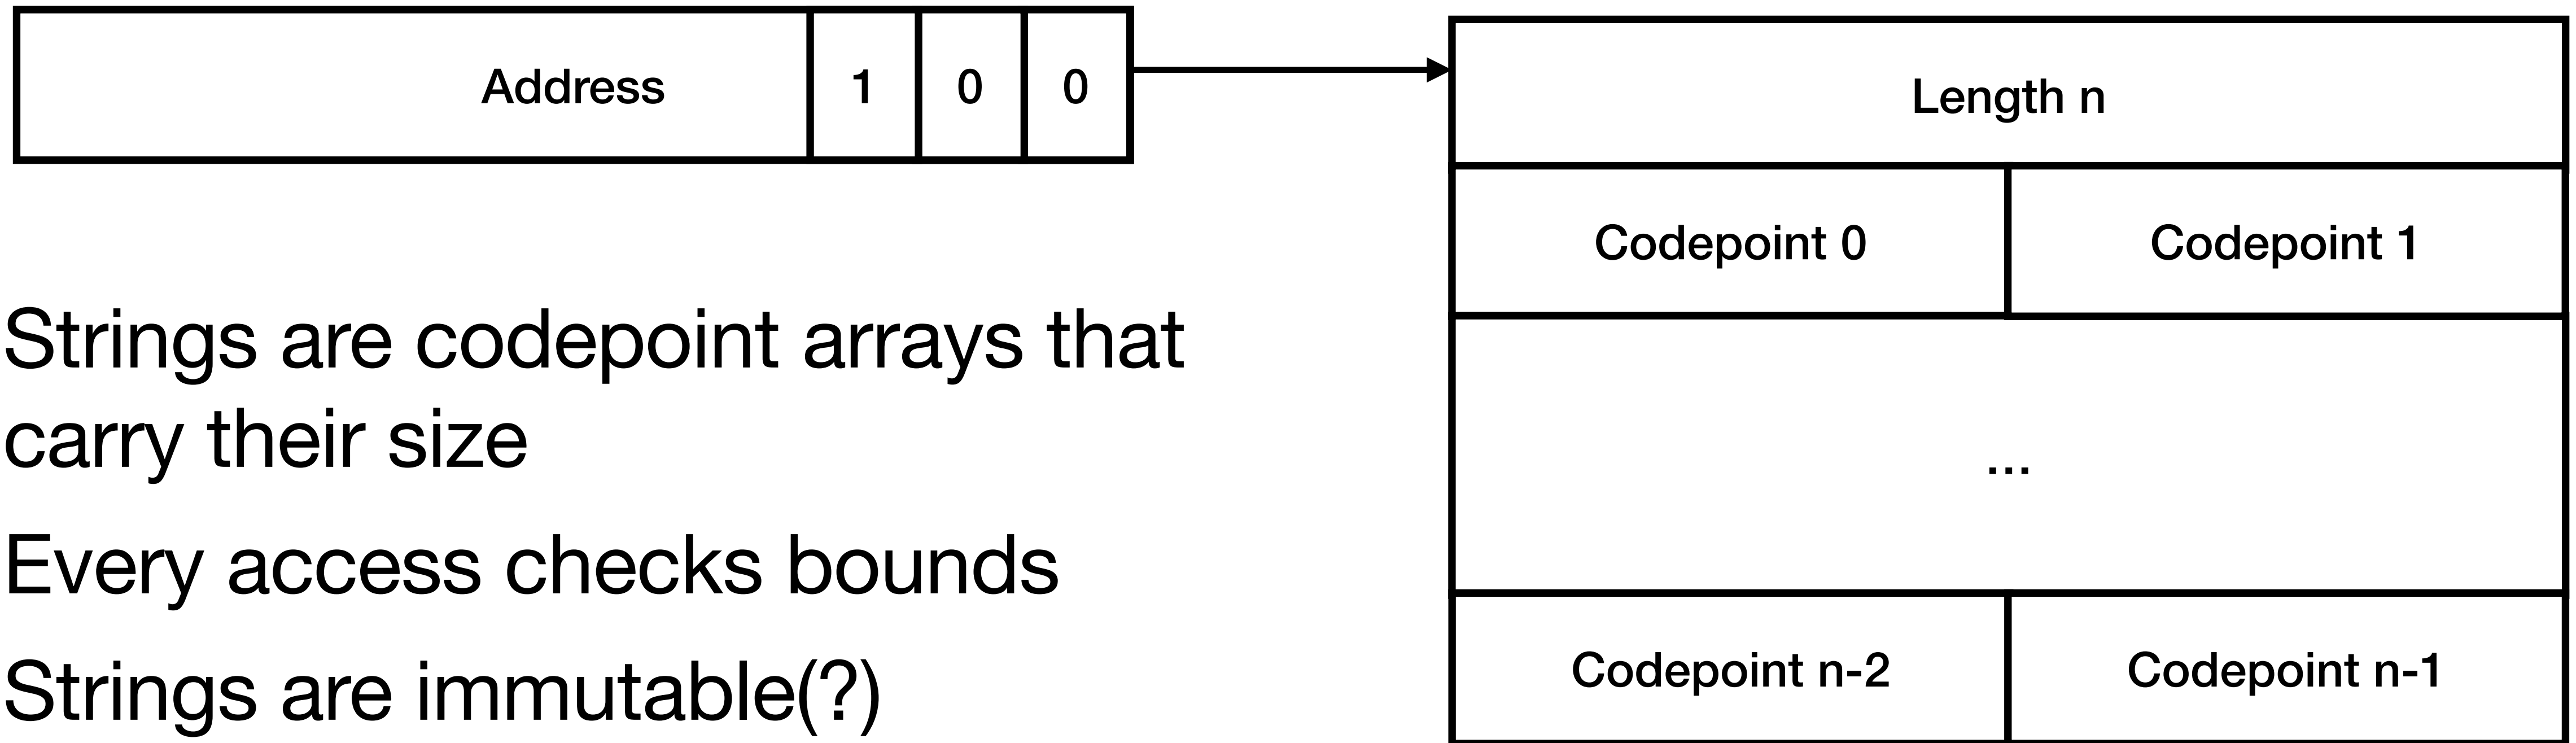 Address 1 0 0
Length n
Codepoint 0 Codepoint 1
...
Codepoint n-2 Codepoint n-1
Strings are codepoint arrays that
carry their size
Every access checks bounds
Strings are immutable(?)